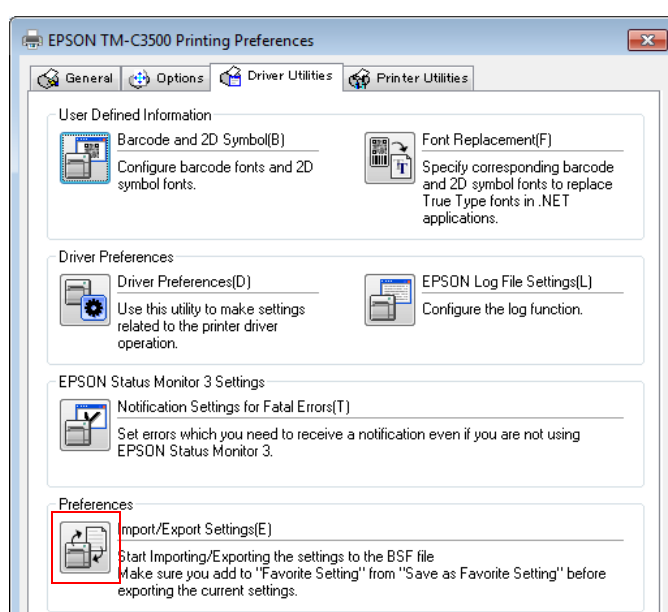 EPSON TM-C3500 Printing Preferences
General Options Driver Utilities Printer Utilities
User Defined Information
Barcode and 2D Symbol(B)
Configure barcode fonts and 2D
symbol fonts.
Font Replacement(F)
Specify corresponding barcode
and 2D symbol fonts to replace
True Type fonts in .NET
applications.
Driver Preferences
Driver Preferences(D)
Use this utility to make settings
related to the printer driver
operation.
EPSON Log File Settings(L)
Configure the log function.
EPSON Status Monitor 3 Settings
Notification Settings for Fatal Errors(T)
Set errors which you need to receive a notification even if you are not using
EPSON Status Monitor 3.
Preferences
Import/Export Settings(E)
Start Importing/Exporting the settings to the BSF file
Make sure you add to "Favorite Setting" from "Save as Favorite Setting" before
exporting the current settings.